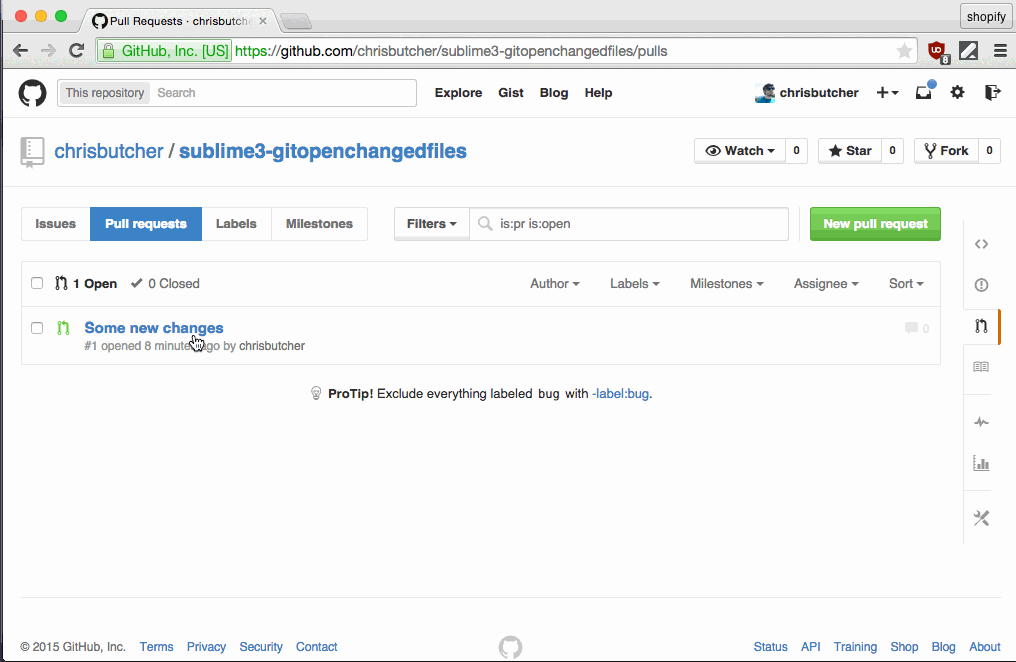 Pull Requests · chrisbutche
shopify
GitHub, Inc. [US] https://github.com/chrisbutcher/sublime3-gitopenchangedfiles/pulls
UO
8
This repository Search Explore Gist Blog Help chrisbutcher
chrisbutcher / sublime3-gitopenchangedfiles Watch 0 Star 0 Fork 0
Issues Pull requests Labels Milestones Filters is:pr is:open New pull request
1 Open 0 Closed Author Labels Milestones Assignee Sort
Some new changes 0
#1 opened 8 minutes ago by chrisbutcher
ProTip! Exclude everything labeled bug with -label:bug.
© 2015 GitHub, Inc. Terms Privacy Security Contact Status API Training Shop Blog About